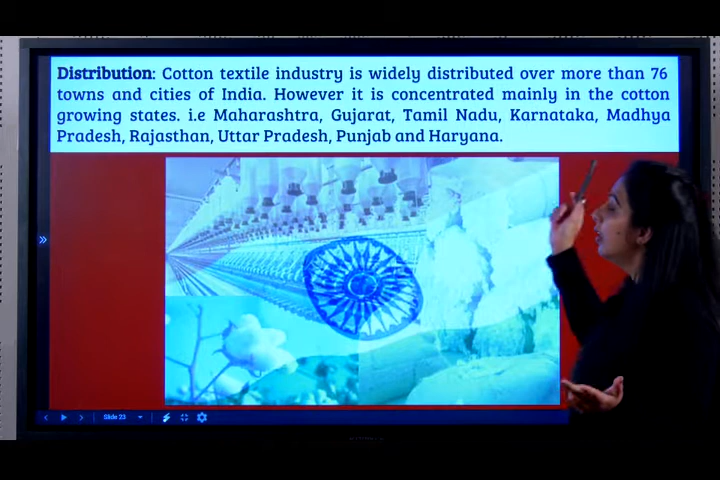 Distribution: Cotton textile industry is widely distributed over more than 76
towns and cities of India. However it is concentrated mainly in the cotton
growing states. i.e Maharashtra, Gujarat, Tamil Nadu, Karnataka, Madhya
Pradesh, Rajasthan, Uttar Pradesh, Punjab and Haryana.
Slide 23